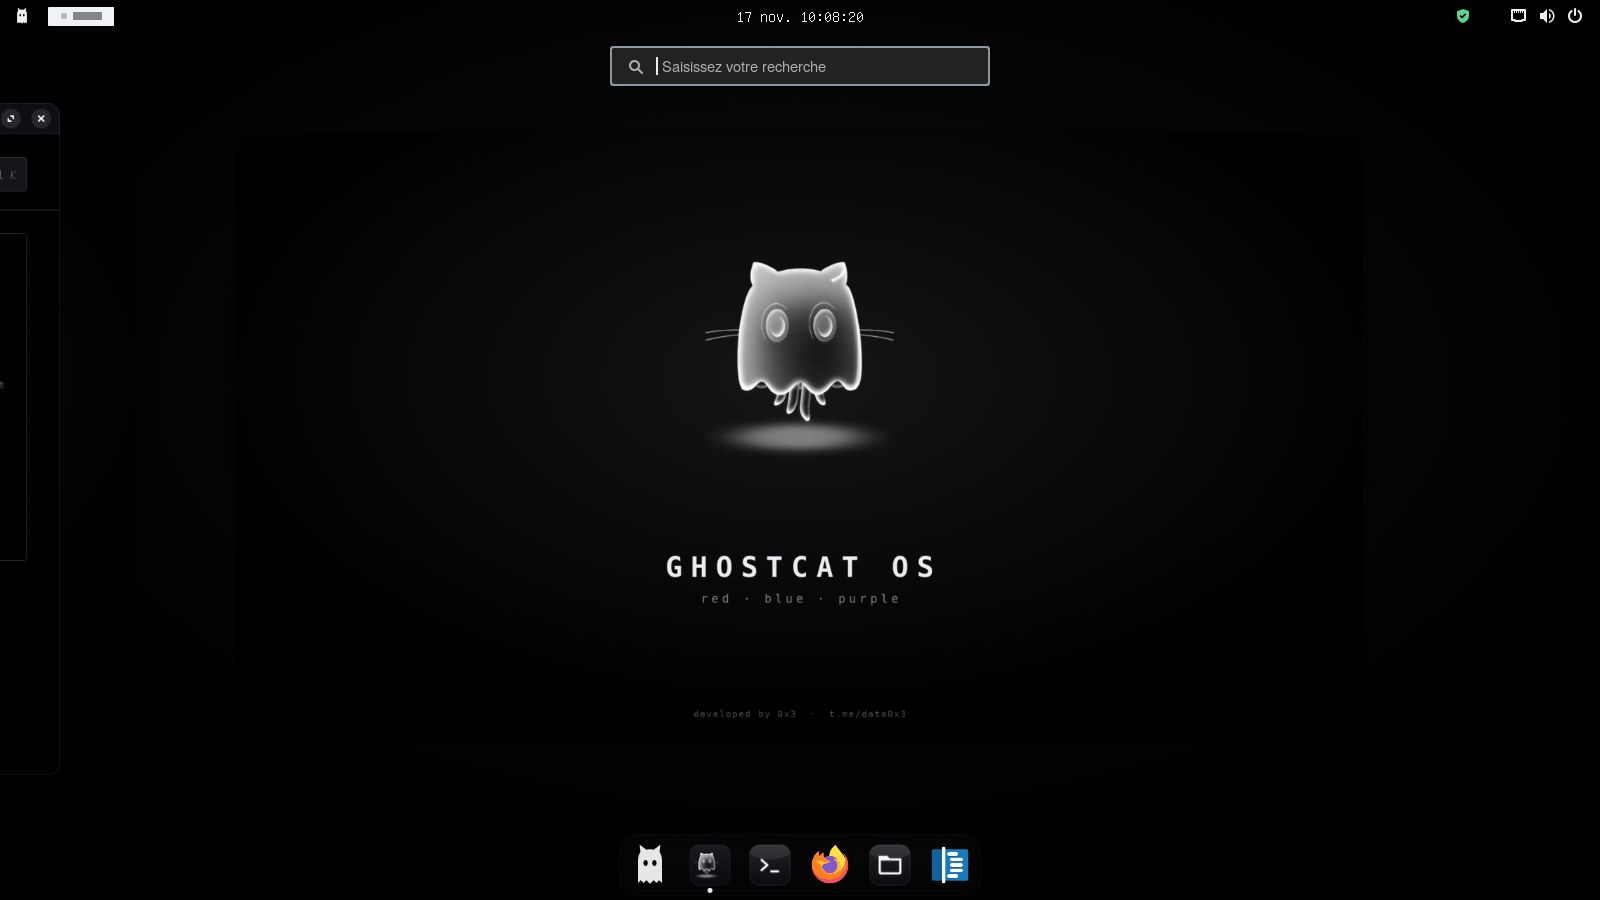 17 nov. 10:08:20
Saisissez votre recherche
K
GHOSTCAT OS
red · blue · purple
developed by 0x3 · t.me/data0x3